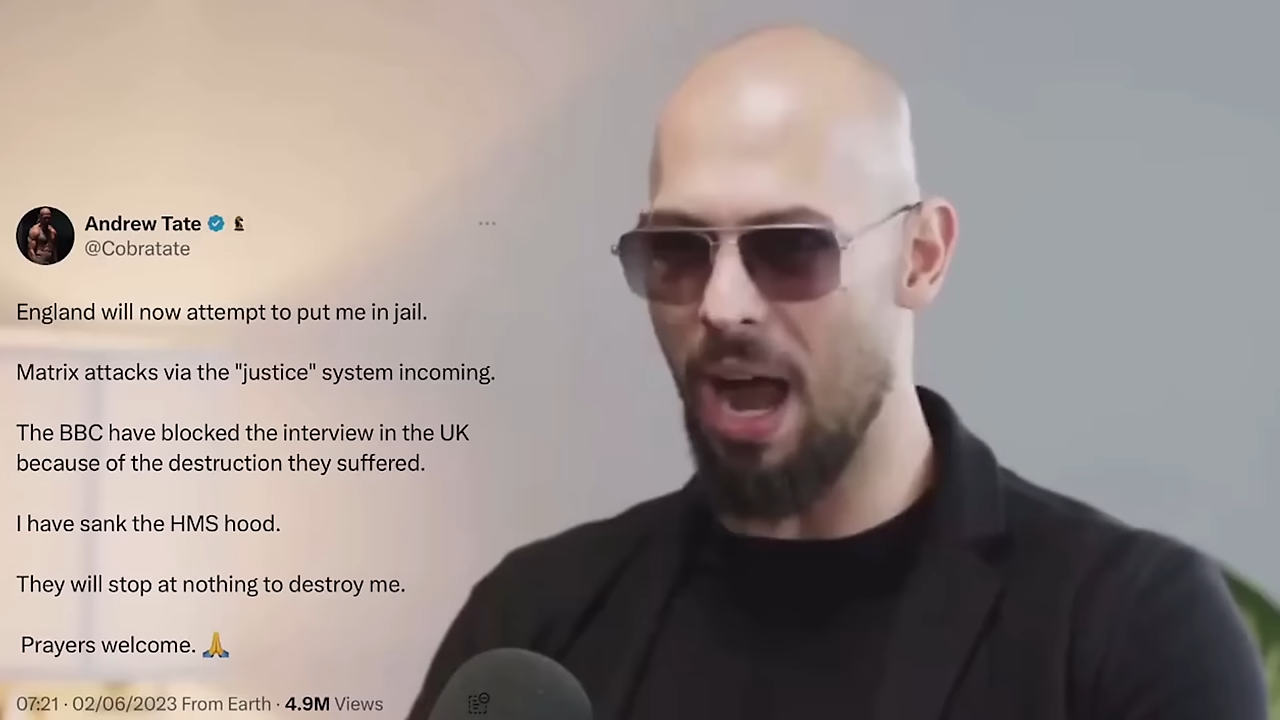 Andrew Tate
@Cobratate
England will now attempt to put me in jail.
Matrix attacks via the "justice" system incoming.
The BBC have blocked the interview in the UK
because of the destruction they suffered.
I have sank the HMS hood.
They will stop at nothing to destroy me.
Prayers welcome. 🙏
07:21 · 02/06/2023 From Earth · 4.9M Views